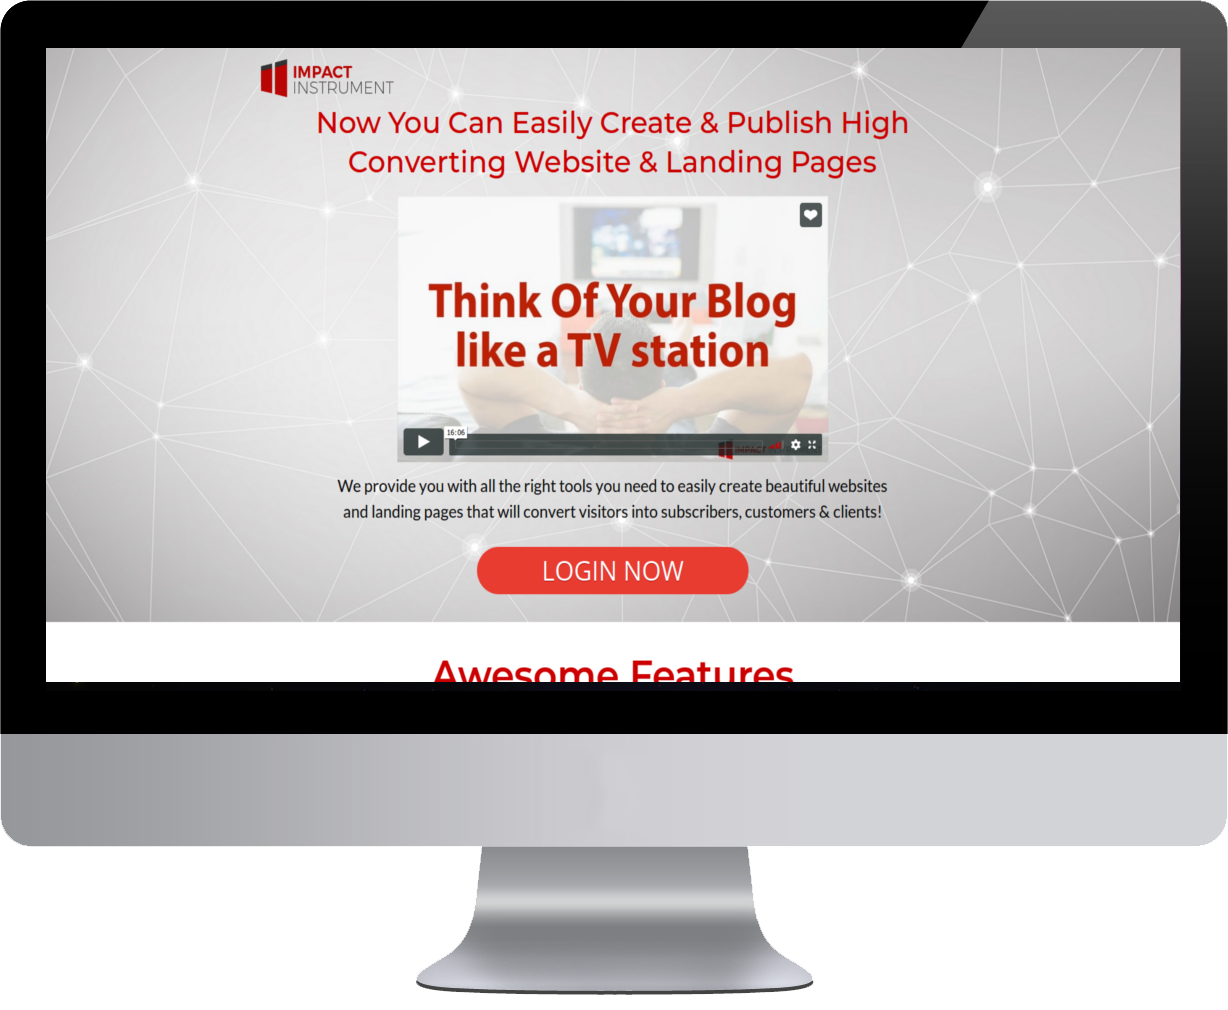 IMPACT
INSTRUMENT
Now You Can Easily Create & Publish High
Converting Website & Landing Pages
Think Of Your Blog
like a TV station
16:06
IMPACT
We provide you with all the right tools you need to easily create beautiful websites
and landing pages that will convert visitors into subscribers, customers & clients!
LOGIN NOW
Awesome Features